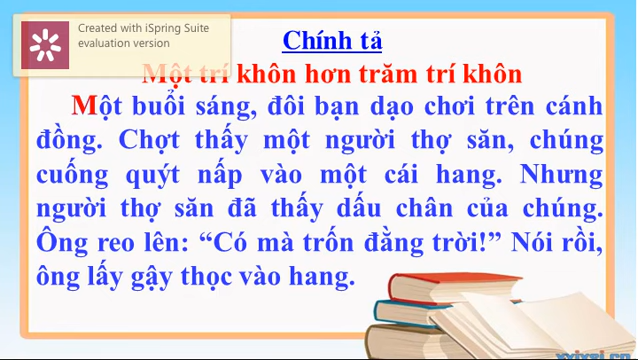 Created with iSpring Suite
evaluation version
Chính tả
Một trí khôn hơn trăm trí khôn
Một buổi sáng, đôi bạn dạo chơi trên cánh
đồng. Chợt thấy một người thợ săn, chúng
cuống quýt nấp vào một cái hang. Nhưng
người thợ săn đã thấy dấu chân của chúng.
Ông reo lên: “Có mà trốn đằng trời!” Nói rồi,
ông lấy gậy thọc vào hang.